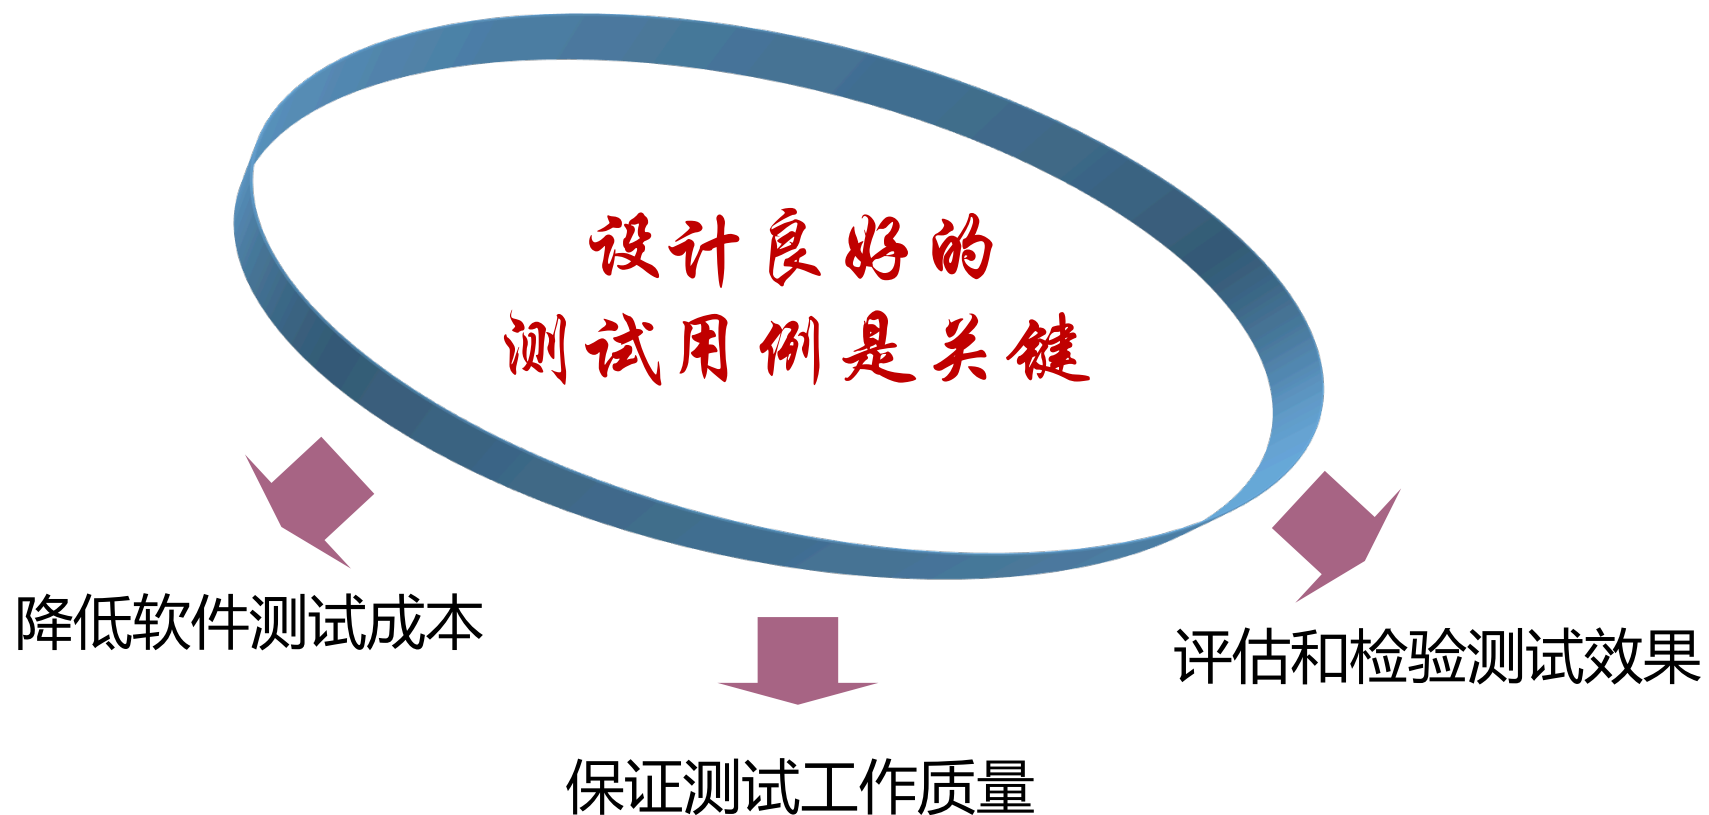 设计良好的
测试用例是关键
降低软件测试成本
评估和检验测试效果
保证测试工作质量